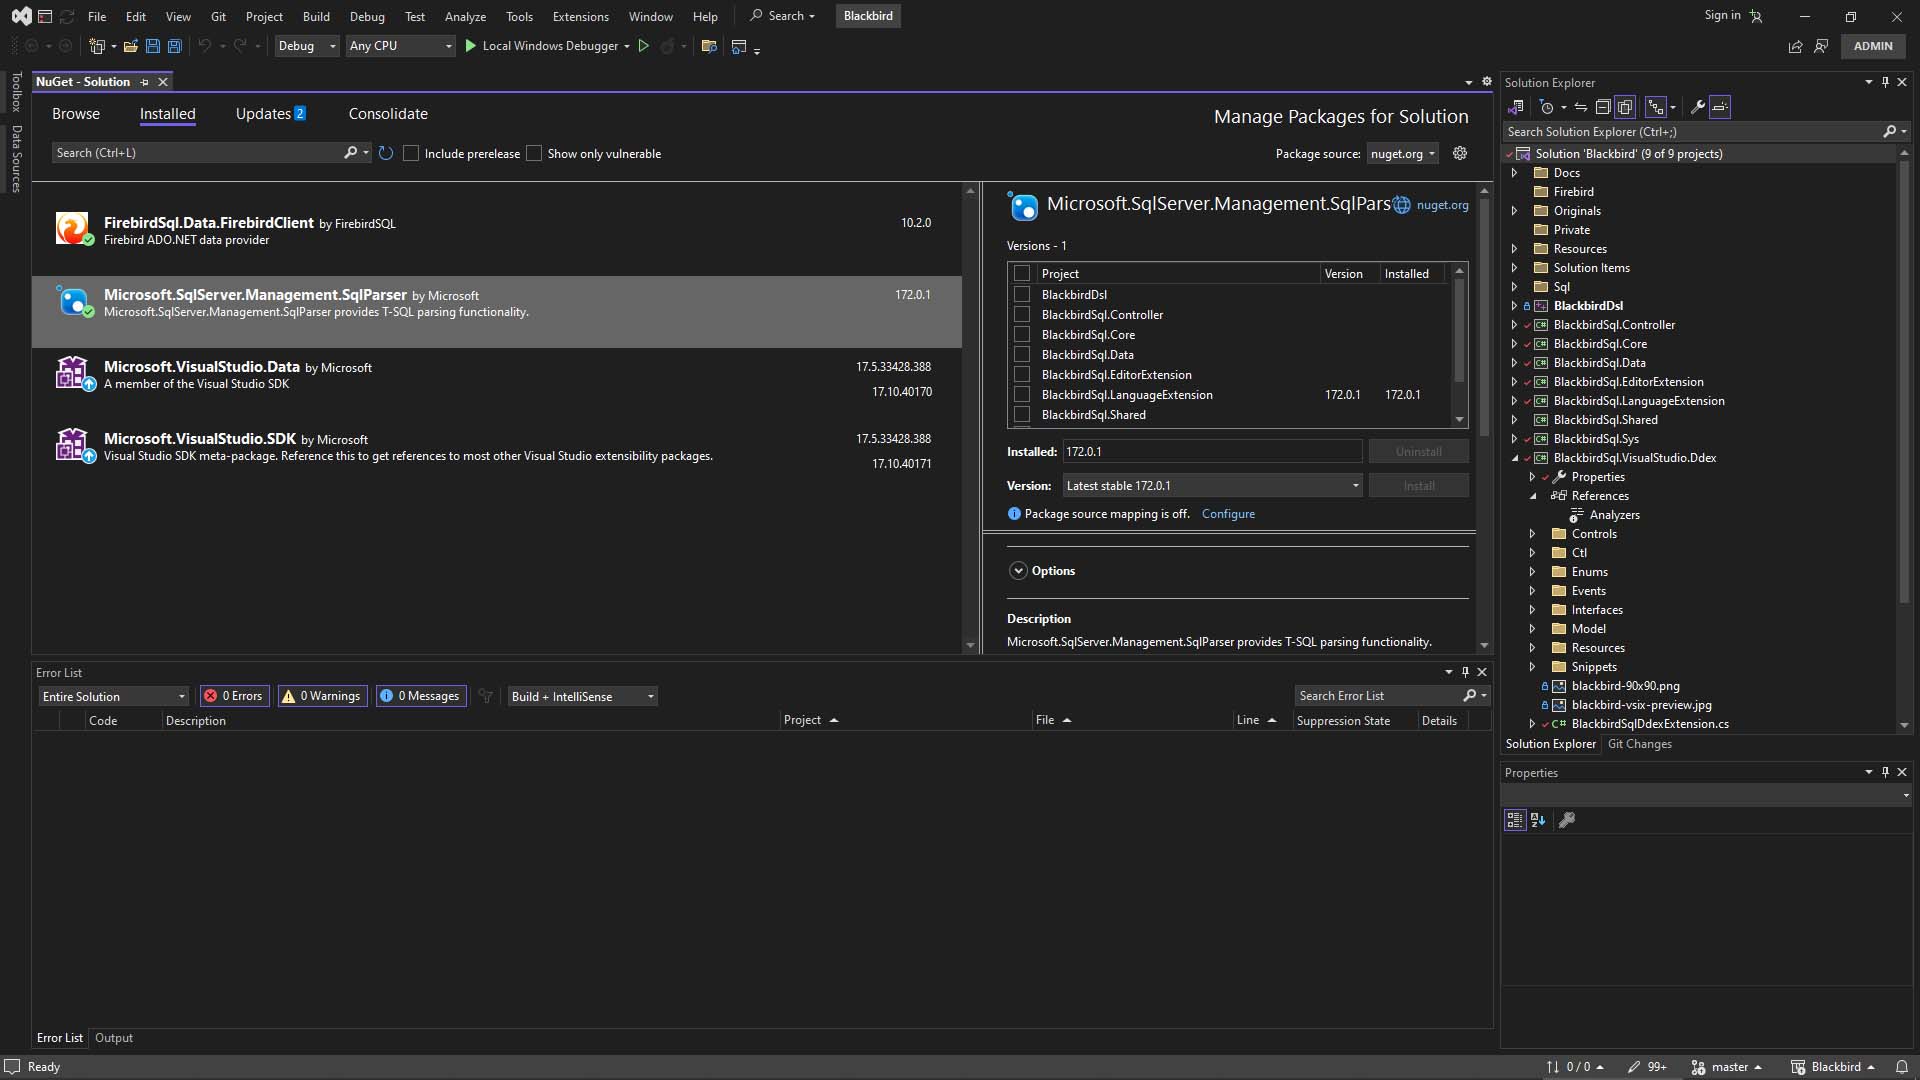 File Edit View Git Project Build Debug Test Analyze Tools Extensions Window Help Search Blackbird Sign in
Debug Any CPU Local Windows Debugger ADMIN
Toolbox
Data Sources
NuGet - Solution
Browse Installed Updates 2 Consolidate
Manage Packages for Solution
Search (Ctrl+L) Include prerelease Show only vulnerable Package source: nuget.org
FirebirdSql.Data.FirebirdClient by FirebirdSQL 10.2.0
Firebird ADO.NET data provider
Microsoft.SqlServer.Management.SqlParser by Microsoft 172.0.1
Microsoft.SqlServer.Management.SqlParser provides T-SQL parsing functionality.
Microsoft.VisualStudio.Data by Microsoft 17.5.33428.388
A member of the Visual Studio SDK 17.10.40170
Microsoft.VisualStudio.SDK by Microsoft 17.5.33428.388
Visual Studio SDK meta-package. Reference this to get references to most other Visual Studio extensibility packages. 17.10.40171
Microsoft.SqlServer.Management.SqlPars nuget.org
Versions - 1
Project Version Installed
BlackbirdDsl
BlackbirdSql.Controller
BlackbirdSql.Core
BlackbirdSql.Data
BlackbirdSql.EditorExtension
BlackbirdSql.LanguageExtension 172.0.1 172.0.1
BlackbirdSql.Shared
Installed: 172.0.1 Uninstall
Version: Latest stable 172.0.1 Install
Package source mapping is off. Configure
Options
Description
Microsoft.SqlServer.Management.SqlParser provides T-SQL parsing functionality.
Error List
Entire Solution 0 Errors 0 Warnings 0 Messages Build + IntelliSense Search Error List
Code Description Project File Line Suppression State Details
Error List Output
Solution Explorer
Search Solution Explorer (Ctrl+;)
Solution 'Blackbird' (9 of 9 projects)
Docs
Firebird
Originals
Private
Resources
Solution Items
Sql
BlackbirdDsl
BlackbirdSql.Controller
BlackbirdSql.Core
BlackbirdSql.Data
BlackbirdSql.EditorExtension
BlackbirdSql.LanguageExtension
BlackbirdSql.Shared
BlackbirdSql.Sys
BlackbirdSql.VisualStudio.Ddex
Properties
References
Analyzers
Controls
Ctl
Enums
Events
Interfaces
Model
Resources
Snippets
blackbird-90x90.png
blackbird-vsix-preview.jpg
C# BlackbirdSqlDdexExtension.cs
Solution Explorer Git Changes
Properties
Ready 0 / 0 99+ master Blackbird